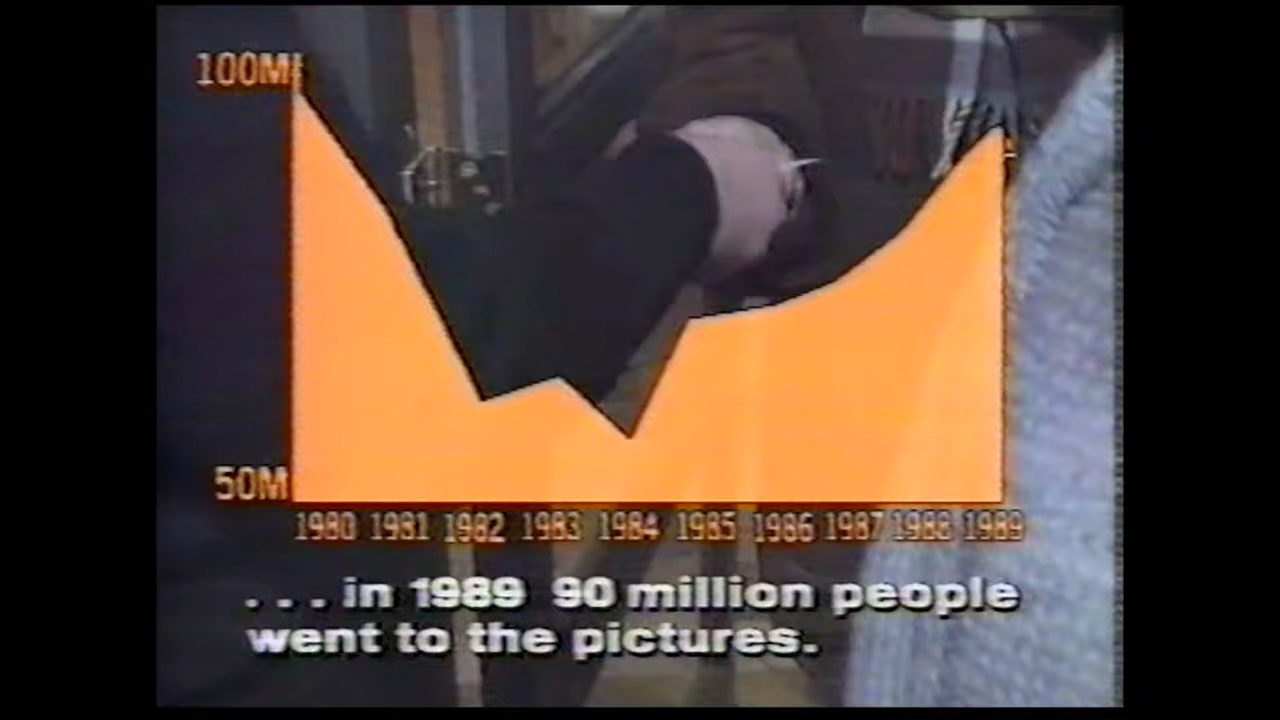 100M
50M
1980 1981 1982 1983 1984 1985 1986 1987 1988 1989
. . . in 1989 90 million people
went to the pictures.